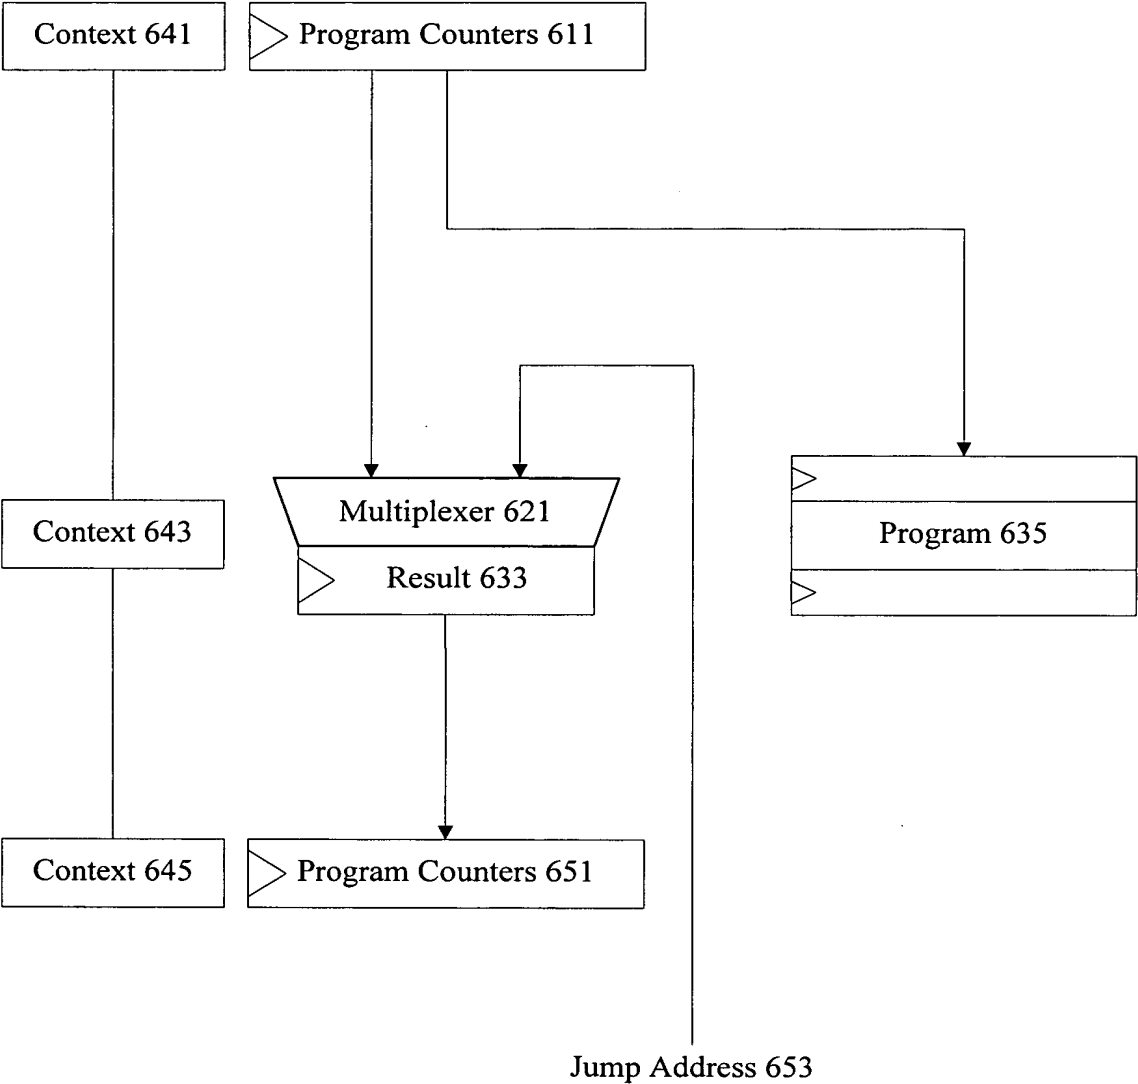 Context 641
Program Counters 611
Multiplexer 621
Context 643
Program 635
Result 633
Context 645
Program Counters 651
Jump Address 653